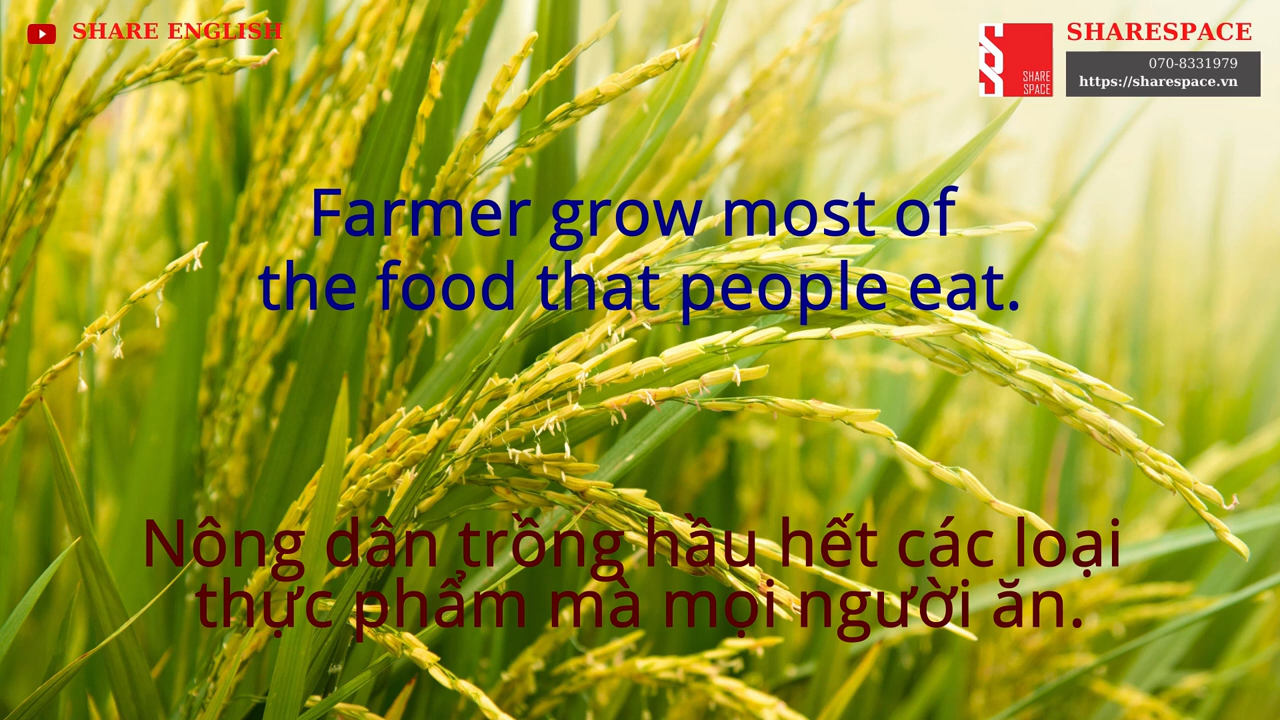 SHARE ENGLISH
SHARESPACE
070-8331979
https://sharespace.vn
SHARE
SPACE
Farmer grow most of
the food that people eat.
Nông dân trồng hầu hết các loại
thực phẩm mà mọi người ăn.